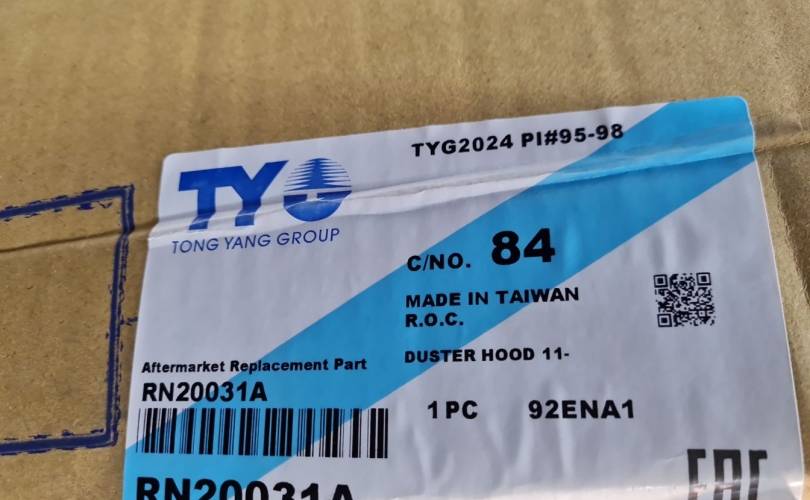 TYG2024 PI#95-98
TYG
TONG YANG GROUP
C/NO. 84
MADE IN TAIWAN
R.O.C.
DUSTER HOOD 11-
Aftermarket Replacement Part
RN20031A
1 PC 92ENA1
RN20031A
EAC